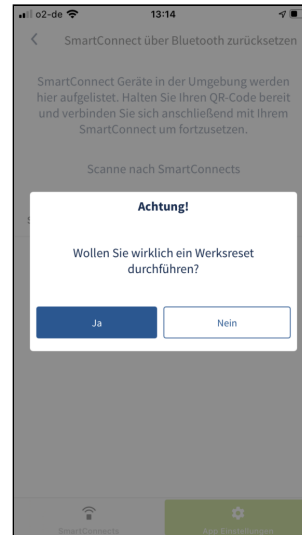 o2-de
13:14
SmartConnect über Bluetooth zurücksetzen
SmartConnect Geräte in der Umgebung werden
hier aufgelistet. Halten Sie Ihren QR-Code bereit
und verbinden Sie sich anschließend mit Ihrem
SmartConnect um fortzusetzen.
Scanne nach SmartConnects
Achtung!
Wollen Sie wirklich ein Werksreset
durchführen?
Ja
Nein
SmartConnects
App Einstellungen